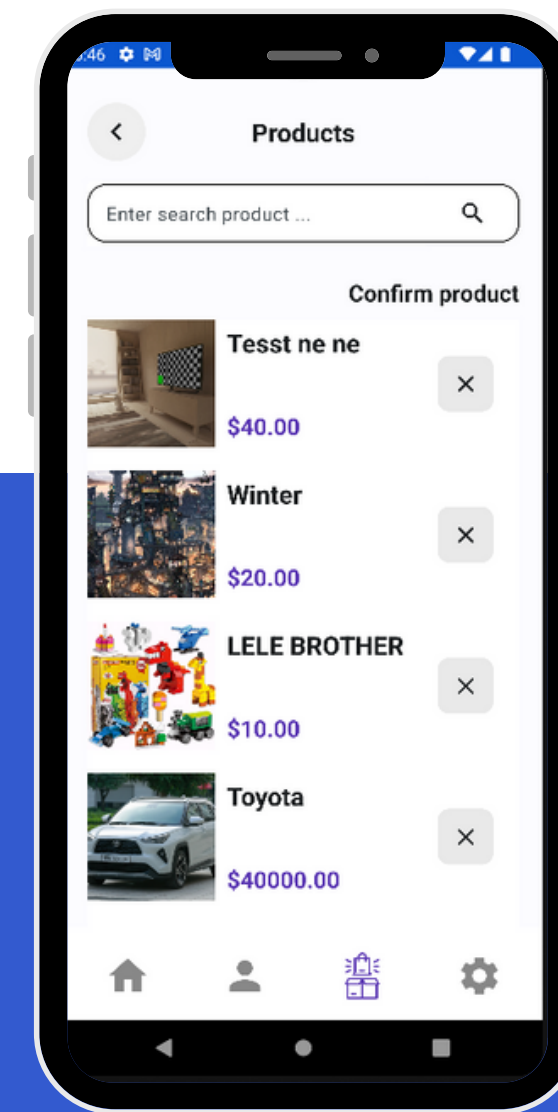 :46
Products
Enter search product ...
Confirm product
Tesst ne ne
$40.00
Winter
$20.00
LELE BROTHER
$10.00
Toyota
$40000.00